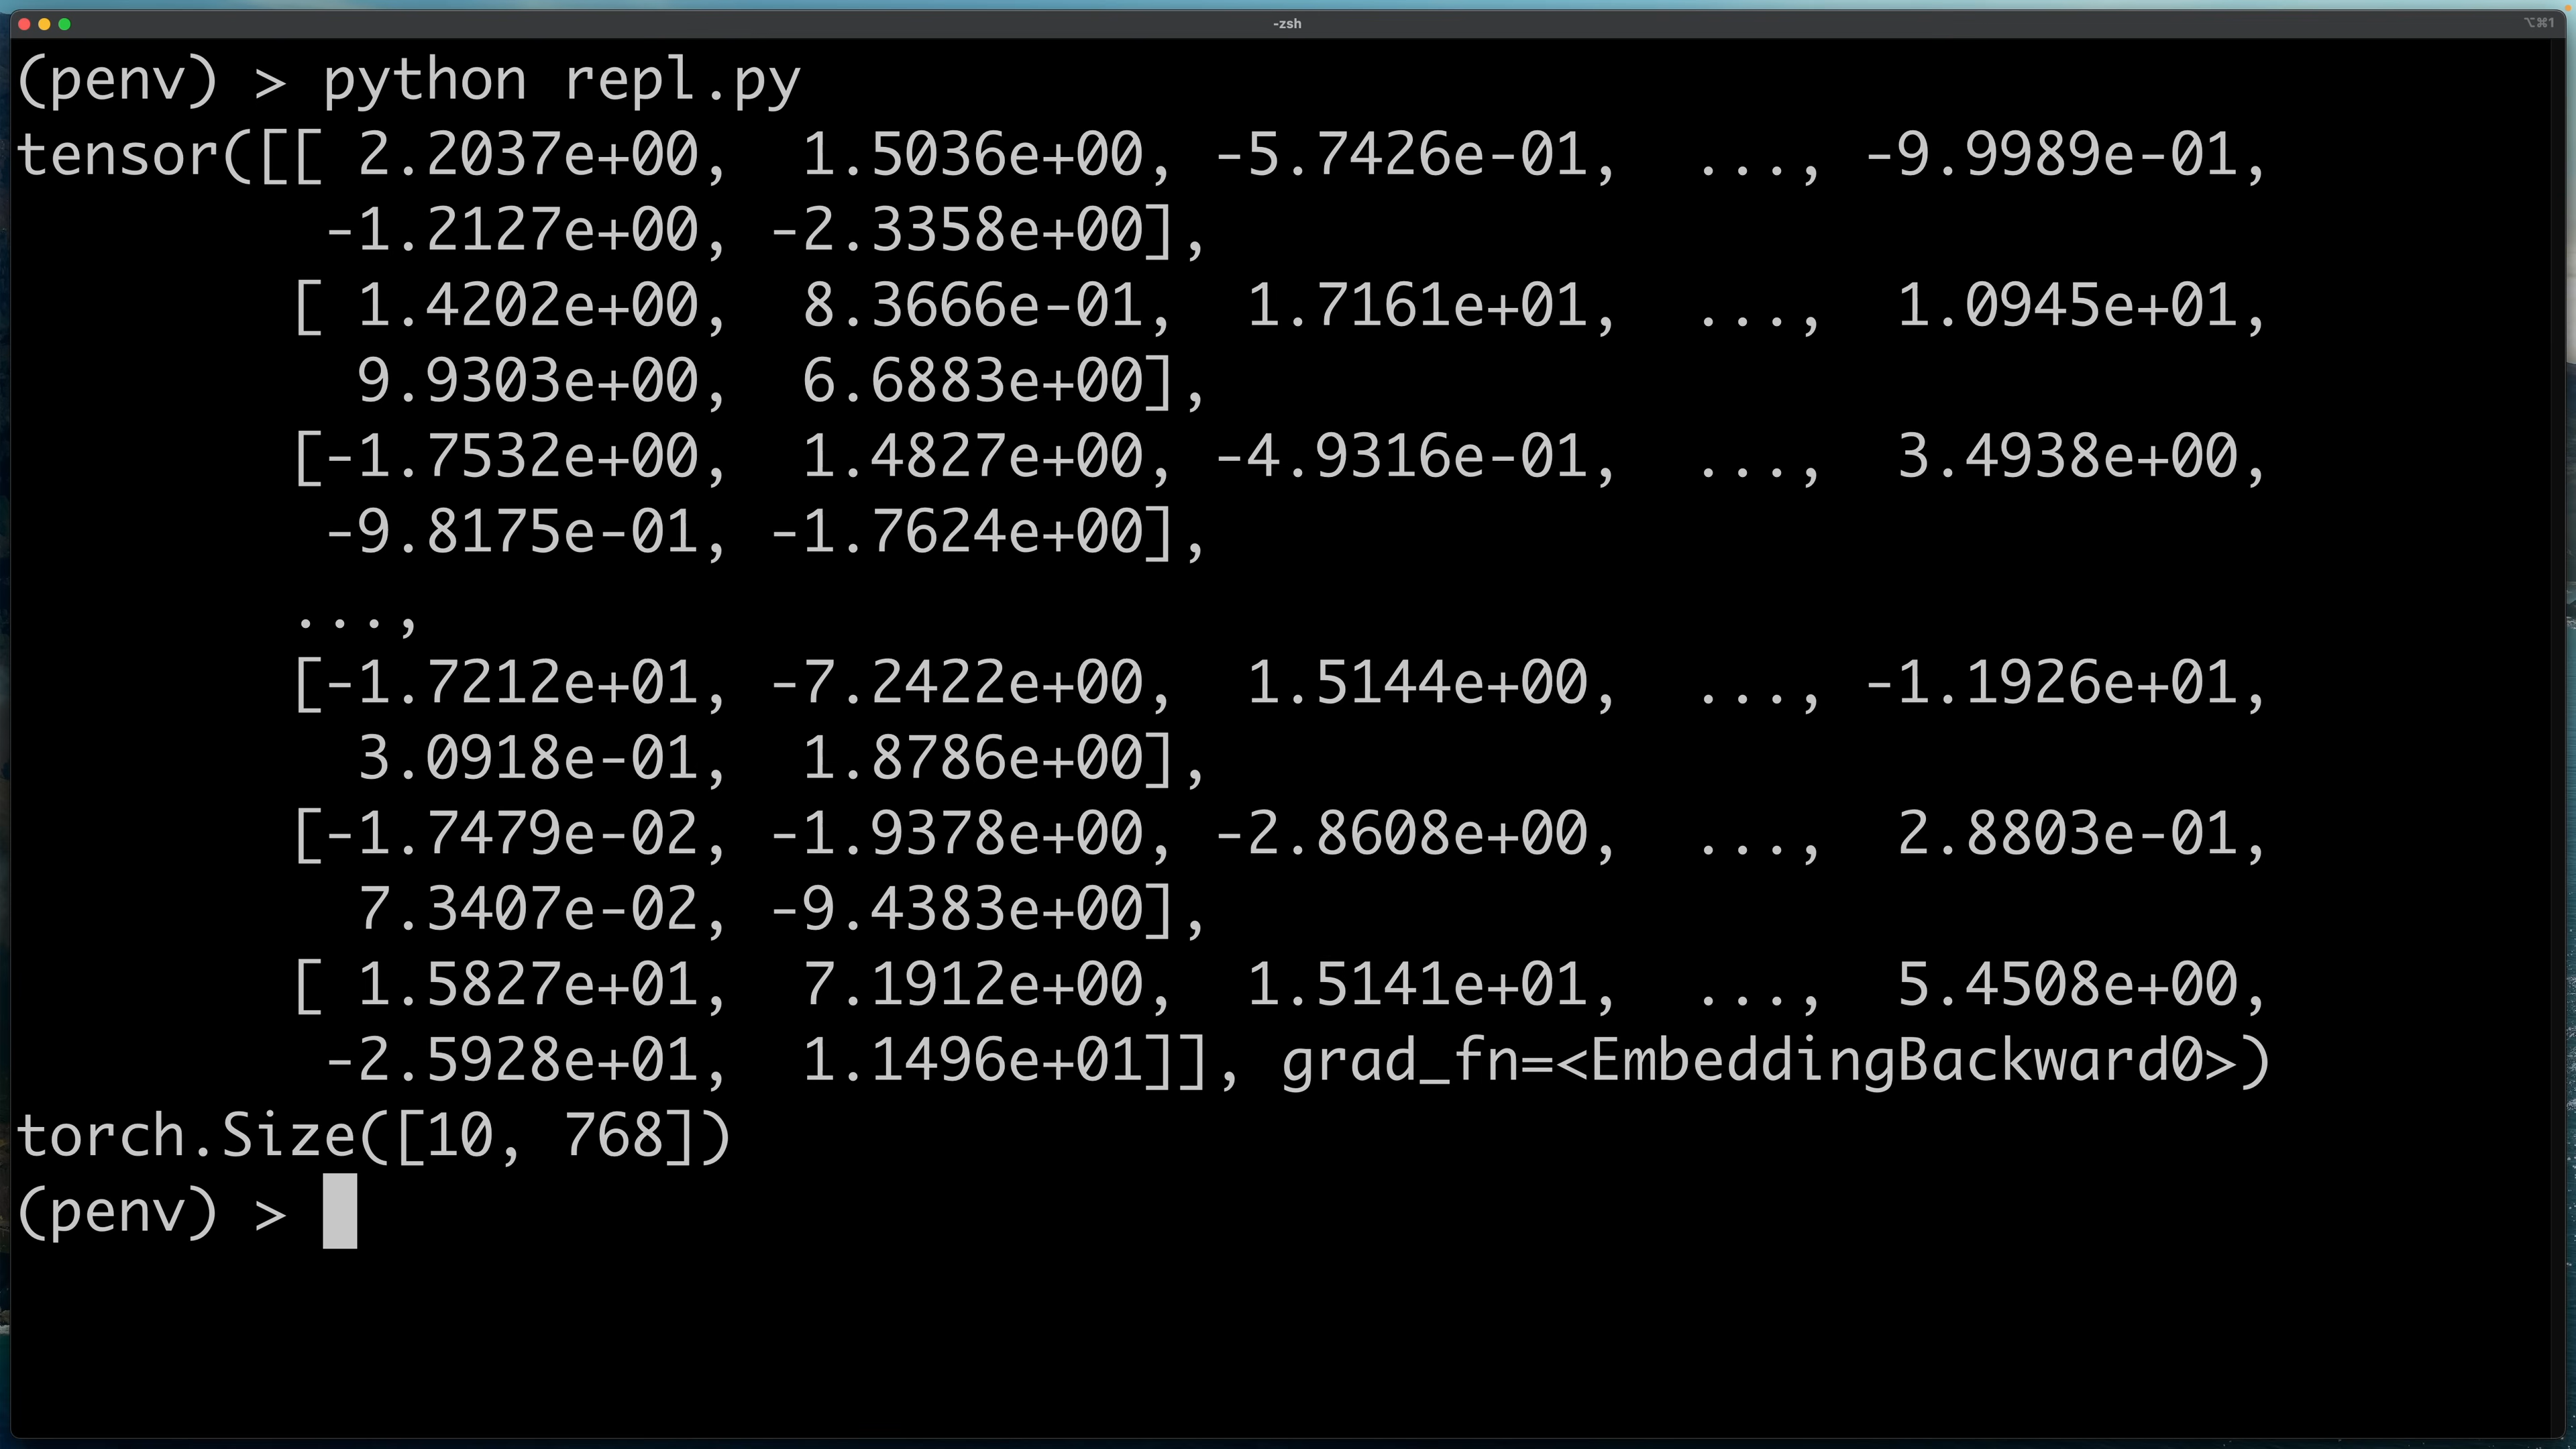 -zsh
⌥⌘1
(penv) > python repl.py
tensor([[ 2.2037e+00,  1.5036e+00, -5.7426e-01,  ..., -9.9989e-01,
         -1.2127e+00, -2.3358e+00],
        [ 1.4202e+00,  8.3666e-01,  1.7161e+01,  ...,  1.0945e+01,
          9.9303e+00,  6.6883e+00],
        [-1.7532e+00,  1.4827e+00, -4.9316e-01,  ...,  3.4938e+00,
         -9.8175e-01, -1.7624e+00],
        ...,
        [-1.7212e+01, -7.2422e+00,  1.5144e+00,  ..., -1.1926e+01,
          3.0918e-01,  1.8786e+00],
        [-1.7479e-02, -1.9378e+00, -2.8608e+00,  ...,  2.8803e-01,
          7.3407e-02, -9.4383e+00],
        [ 1.5827e+01,  7.1912e+00,  1.5141e+01,  ...,  5.4508e+00,
         -2.5928e+01,  1.1496e+01]], grad_fn=<EmbeddingBackward0>)
torch.Size([10, 768])
(penv) >